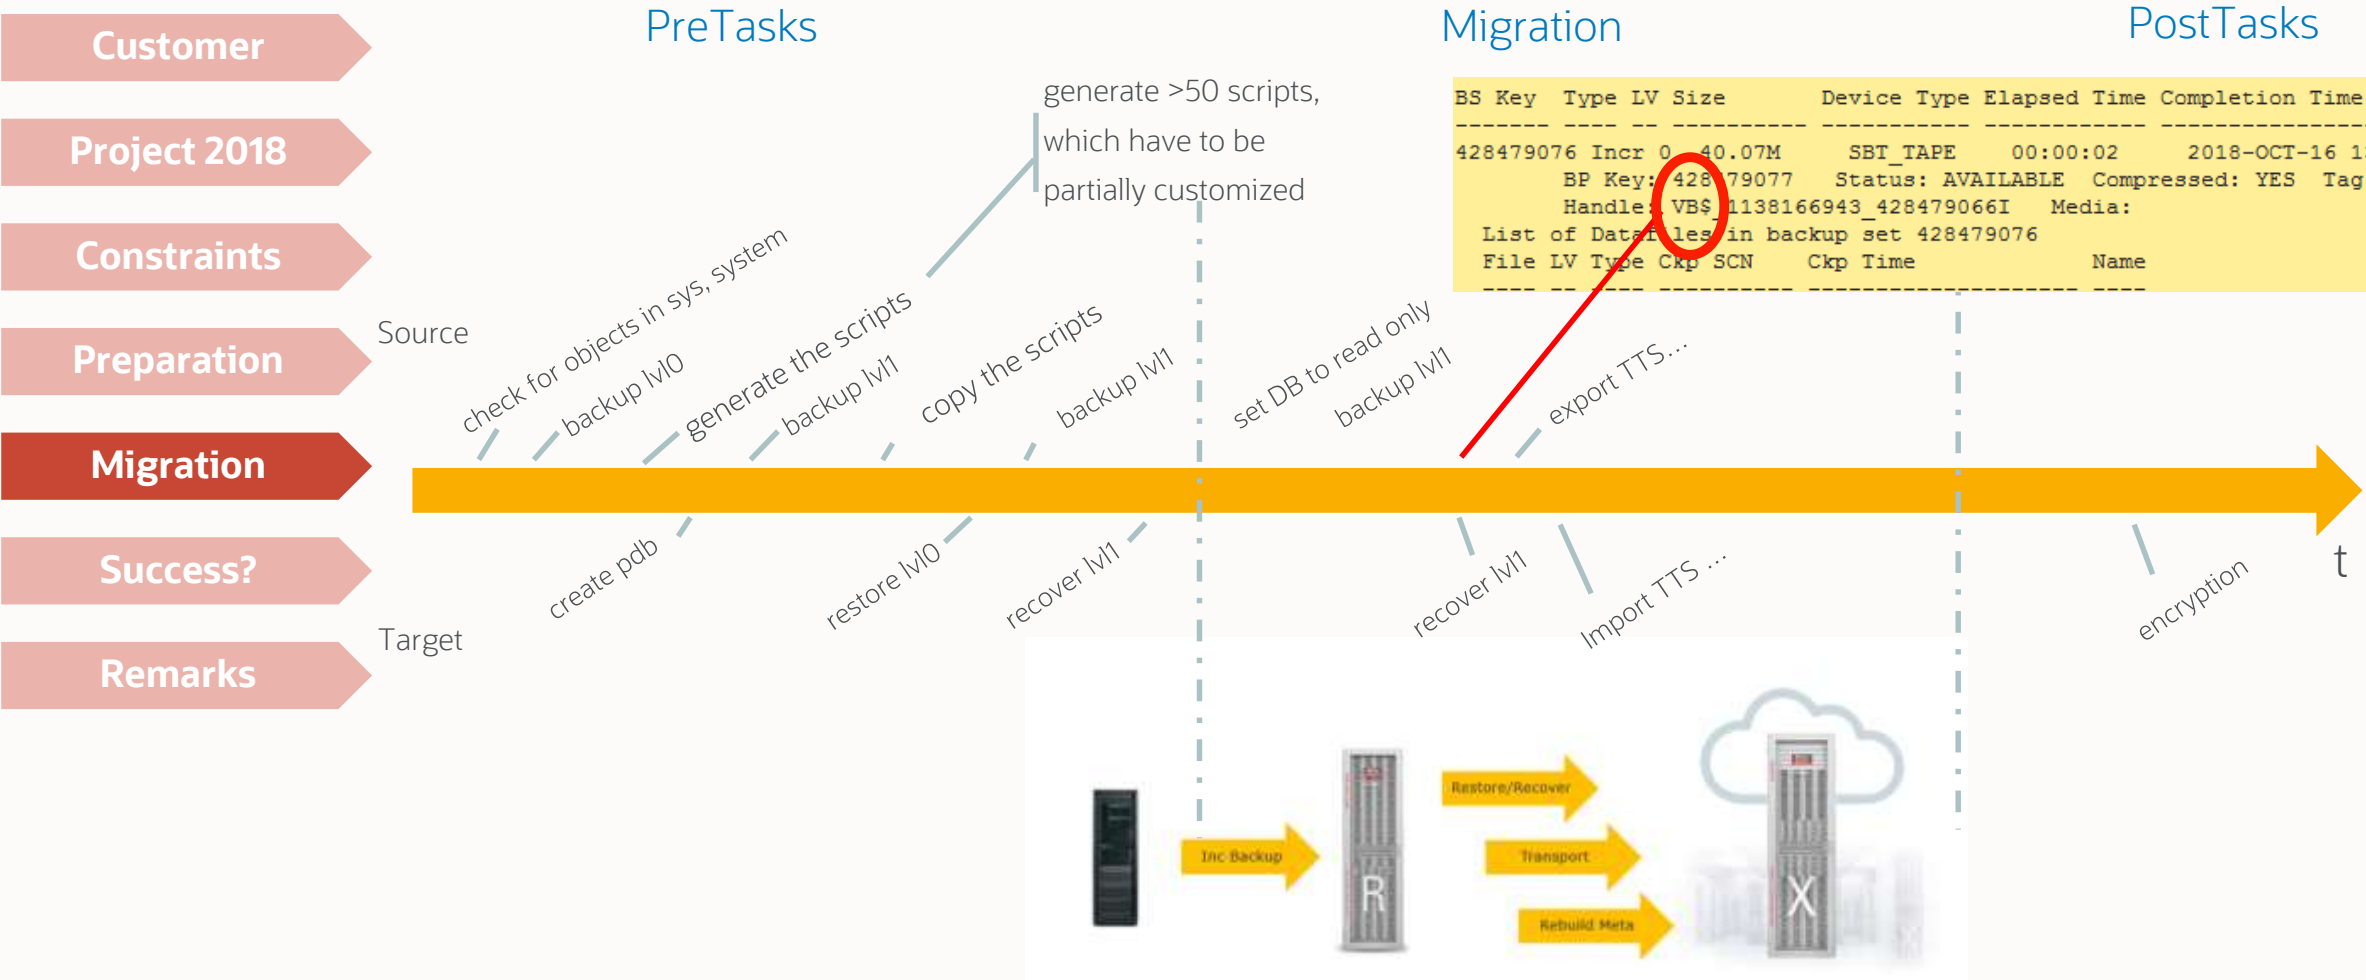 Customer
Project 2018
Constraints
Preparation
Migration
Success?
Remarks
PreTasks
Migration
PostTasks
generate >50 scripts,
which have to be
partially customized
BS Key  Type LV Size       Device Type Elapsed Time Completion Time
------- ---- -- ---------- ----------- ------------ ----------------
428479076 Incr 0  40.07M     SBT_TAPE    00:00:02     2018-OCT-16
BP Key: 428479077   Status: AVAILABLE  Compressed: YES  Tag
Handle: VB$_1138166943_428479066I   Media:
List of Datafiles in backup set 428479076
File LV Type Ckp SCN    Ckp Time             Name
---- -- ---- ---------- -------------------- ----
Source
check for objects in sys, system
backup lvl0
generate the scripts
backup lvl1
copy the scripts
backup lvl1
set DB to read only
backup lvl1
export TTS...
t
create pdb
restore lvl0
recover lvl1
recover lvl1
Import TTS ...
encryption
Target
Inc Backup
R
Restore/Recover
Transport
Rebuild Meta
X